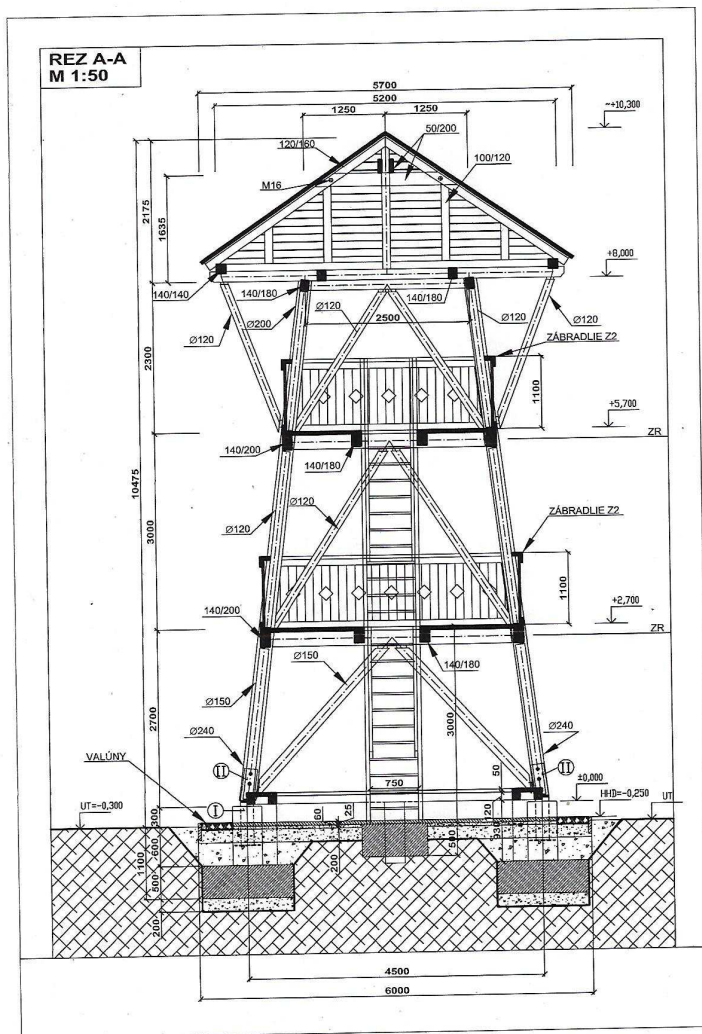 REZ A-A
M 1:50
5700
5200
1250
1250
~+10,300
120/160
50/200
100/120
M16
2175
1635
+8,000
140/140
140/180
140/180
Ø120
Ø120
Ø200
Ø120
Ø120
2500
ZÁBRADLIE Z2
2300
1100
+5,700
ZR
140/200
140/180
10475
Ø120
Ø120
3000
ZÁBRADLIE Z2
1100
+2,700
140/200
ZR
140/180
Ø150
Ø150
2700
3000
Ø240
Ø240
VALÚNY
II
II
750
50
±0,000
I
UT=-0,300
HHD=-0,250
UT
300
60
25
120
930
600
1100
500
200
500
200
4500
6000